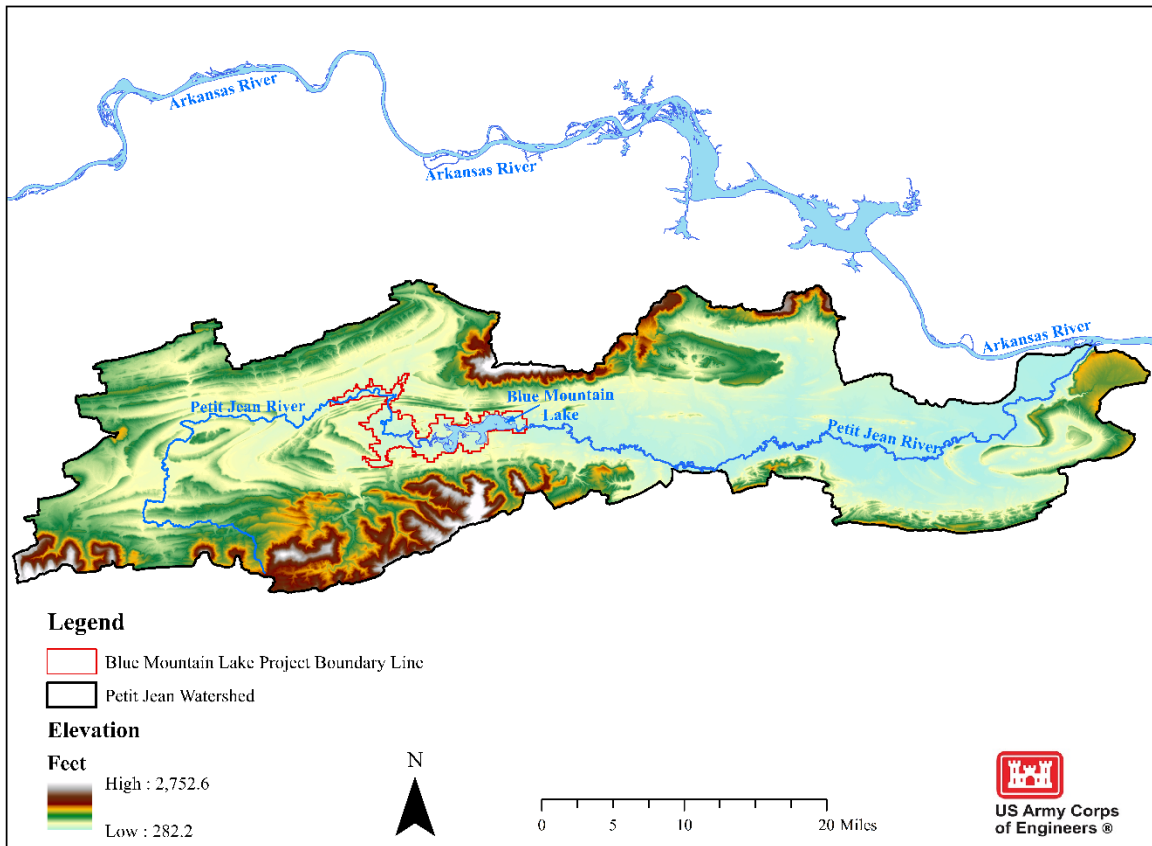 Arkansas River
Arkansas River
Arkansas River
Arkansas River
Petit Jean River
Blue Mountain
Lake
Petit Jean River
Legend
Blue Mountain Lake Project Boundary Line
Petit Jean Watershed
Elevation
Feet
High : 2,752.6
Low : 282.2
N
0 5 10 20 Miles
US Army Corps
of Engineers ®